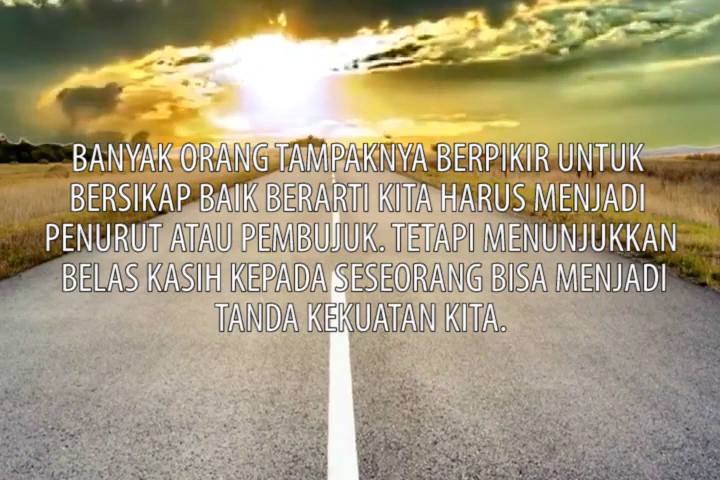 BANYAK ORANG TAMPAKNYA BERPIKIR UNTUK
BERSIKAP BAIK BERARTI KITA HARUS MENJADI
PENURUT ATAU PEMBUJUK. TETAPI MENUNJUKKAN
BELAS KASIH KEPADA SESEORANG BISA MENJADI
TANDA KEKUATAN KITA.